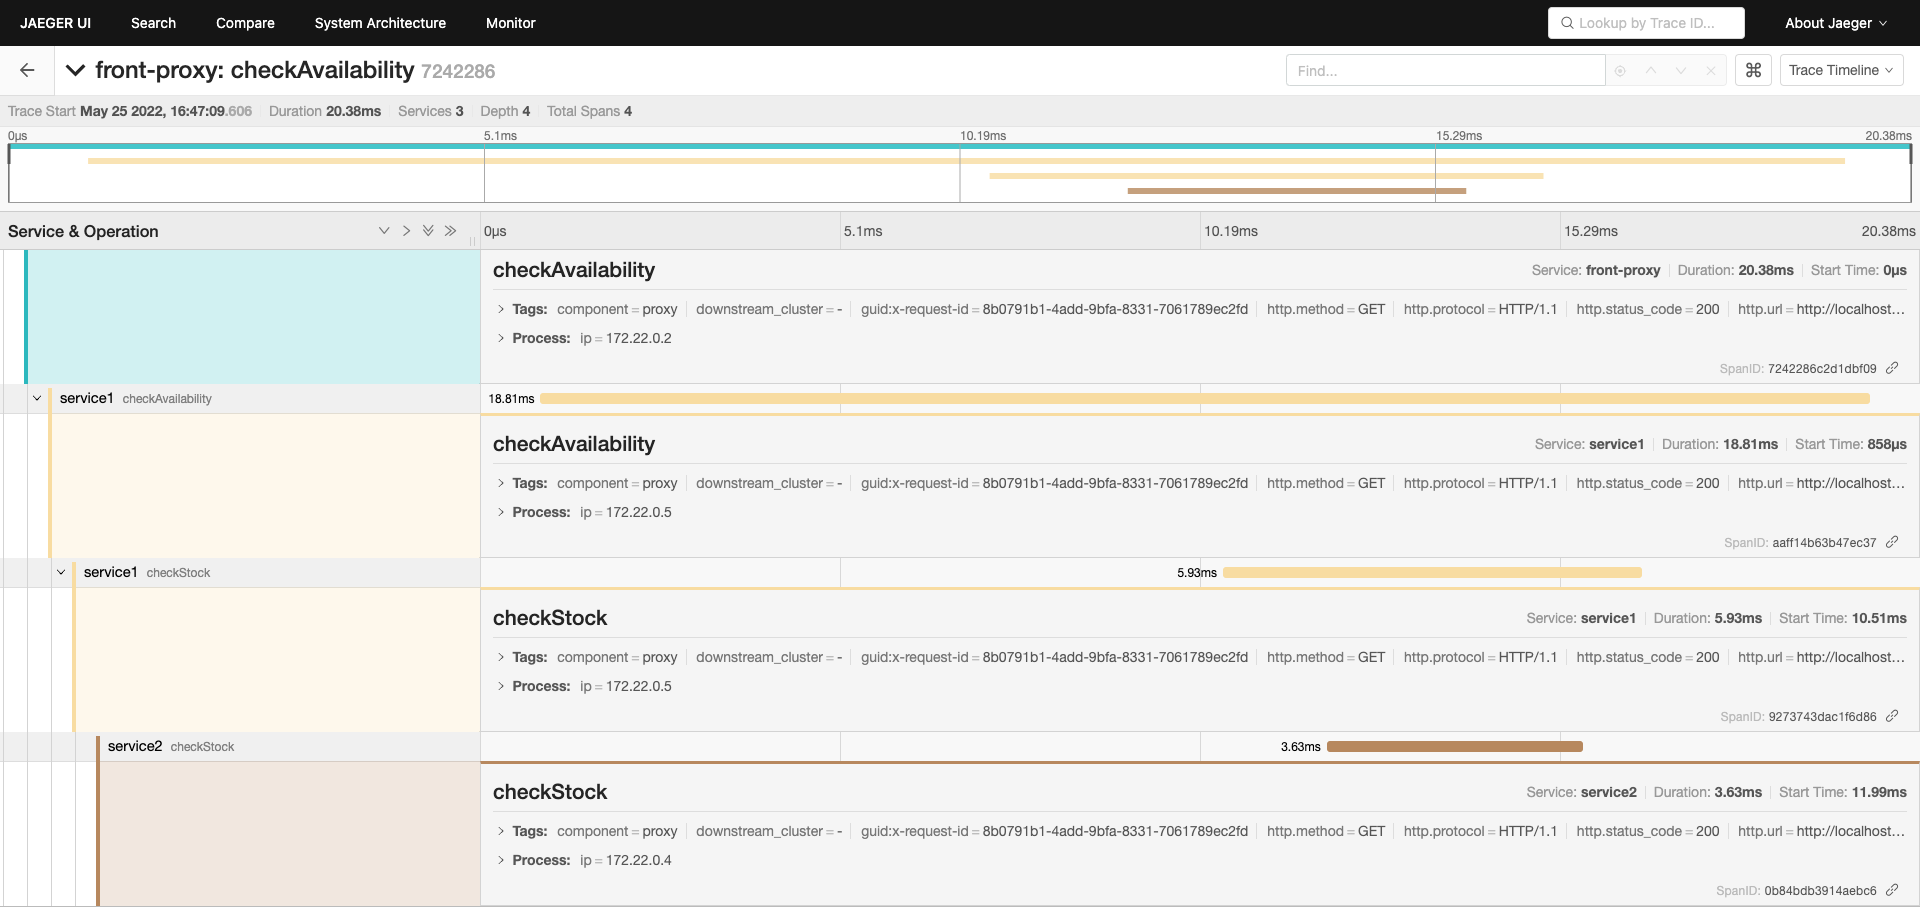 JAEGER UI Search Compare System Architecture Monitor Lookup by Trace ID... About Jaeger
front-proxy: checkAvailability 7242286 Find... ⌘ Trace Timeline
Trace Start May 25 2022, 16:47:09.606 Duration 20.38ms Services 3 Depth 4 Total Spans 4
0μs 5.1ms 10.19ms 15.29ms 20.38ms
Service & Operation 0μs 5.1ms 10.19ms 15.29ms 20.38ms
checkAvailability Service: front-proxy Duration: 20.38ms Start Time: 0μs
Tags: component = proxy downstream_cluster = - guid:x-request-id = 8b0791b1-4add-9bfa-8331-7061789ec2fd http.method = GET http.protocol = HTTP/1.1 http.status_code = 200 http.url = http://localhost...
Process: ip = 172.22.0.2
SpanID: 7242286c2d1dbf09
service1 checkAvailability 18.81ms
checkAvailability Service: service1 Duration: 18.81ms Start Time: 858μs
Tags: component = proxy downstream_cluster = - guid:x-request-id = 8b0791b1-4add-9bfa-8331-7061789ec2fd http.method = GET http.protocol = HTTP/1.1 http.status_code = 200 http.url = http://localhost...
Process: ip = 172.22.0.5
SpanID: aaff14b63b47ec37
service1 checkStock 5.93ms
checkStock Service: service1 Duration: 5.93ms Start Time: 10.51ms
Tags: component = proxy downstream_cluster = - guid:x-request-id = 8b0791b1-4add-9bfa-8331-7061789ec2fd http.method = GET http.protocol = HTTP/1.1 http.status_code = 200 http.url = http://localhost...
Process: ip = 172.22.0.5
SpanID: 9273743dac1f6d86
service2 checkStock 3.63ms
checkStock Service: service2 Duration: 3.63ms Start Time: 11.99ms
Tags: component = proxy downstream_cluster = - guid:x-request-id = 8b0791b1-4add-9bfa-8331-7061789ec2fd http.method = GET http.protocol = HTTP/1.1 http.status_code = 200 http.url = http://localhost...
Process: ip = 172.22.0.4
SpanID: 0b84bdb3914aebc6